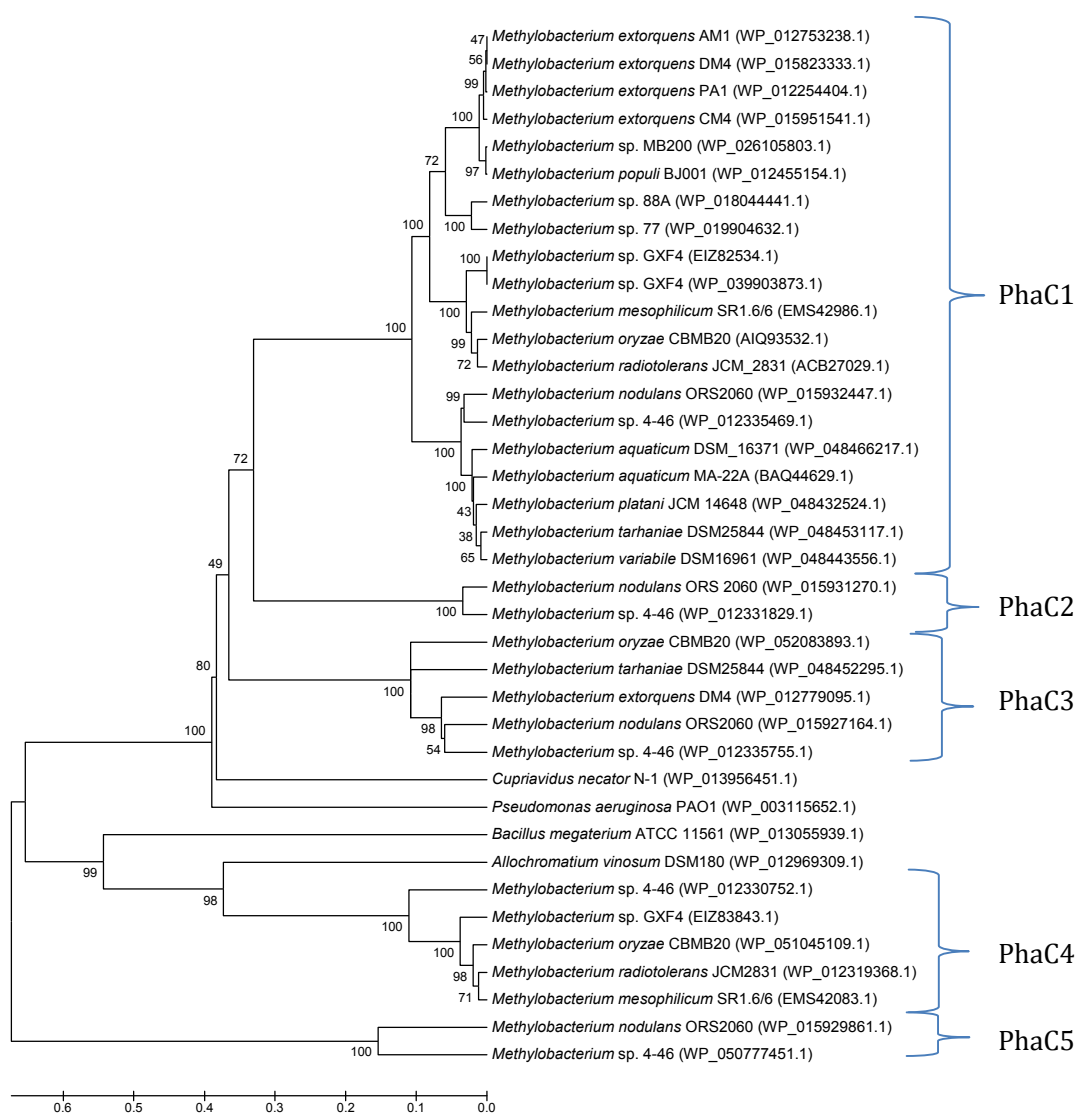 47
Methylobacterium extorquens AM1 (WP_012753238.1)
56
Methylobacterium extorquens DM4 (WP_015823333.1)
99
Methylobacterium extorquens PA1 (WP_012254404.1)
100
Methylobacterium extorquens CM4 (WP_015951541.1)
Methylobacterium sp. MB200 (WP_026105803.1)
72
97
Methylobacterium populi BJ001 (WP_012455154.1)
Methylobacterium sp. 88A (WP_018044441.1)
100
100
Methylobacterium sp. 77 (WP_019904632.1)
100
Methylobacterium sp. GXF4 (EIZ82534.1)
Methylobacterium sp. GXF4 (WP_039903873.1)
PhaC1
100
Methylobacterium mesophilicum SR1.6/6 (EMS42986.1)
100
99
Methylobacterium oryzae CBMB20 (AIQ93532.1)
72
Methylobacterium radiotolerans JCM_2831 (ACB27029.1)
99
Methylobacterium nodulans ORS2060 (WP_015932447.1)
Methylobacterium sp. 4-46 (WP_012335469.1)
100
Methylobacterium aquaticum DSM_16371 (WP_048466217.1)
72
Methylobacterium aquaticum MA-22A (BAQ44629.1)
100
Methylobacterium platani JCM 14648 (WP_048432524.1)
43
Methylobacterium tarhaniae DSM25844 (WP_048453117.1)
38
65
Methylobacterium variabile DSM16961 (WP_048443556.1)
49
Methylobacterium nodulans ORS 2060 (WP_015931270.1)
PhaC2
100
Methylobacterium sp. 4-46 (WP_012331829.1)
Methylobacterium oryzae CBMB20 (WP_052083893.1)
80
Methylobacterium tarhaniae DSM25844 (WP_048452295.1)
100
Methylobacterium extorquens DM4 (WP_012779095.1)
PhaC3
98
Methylobacterium nodulans ORS2060 (WP_015927164.1)
100
54
Methylobacterium sp. 4-46 (WP_012335755.1)
Cupriavidus necator N-1 (WP_013956451.1)
Pseudomonas aeruginosa PAO1 (WP_003115652.1)
Bacillus megaterium ATCC 11561 (WP_013055939.1)
99
Allochromatium vinosum DSM180 (WP_012969309.1)
98
Methylobacterium sp. 4-46 (WP_012330752.1)
100
Methylobacterium sp. GXF4 (EIZ83843.1)
100
Methylobacterium oryzae CBMB20 (WP_051045109.1)
PhaC4
98
Methylobacterium radiotolerans JCM2831 (WP_012319368.1)
71
Methylobacterium mesophilicum SR1.6/6 (EMS42083.1)
Methylobacterium nodulans ORS2060 (WP_015929861.1)
PhaC5
100
Methylobacterium sp. 4-46 (WP_050777451.1)
0.6 0.5 0.4 0.3 0.2 0.1 0.0